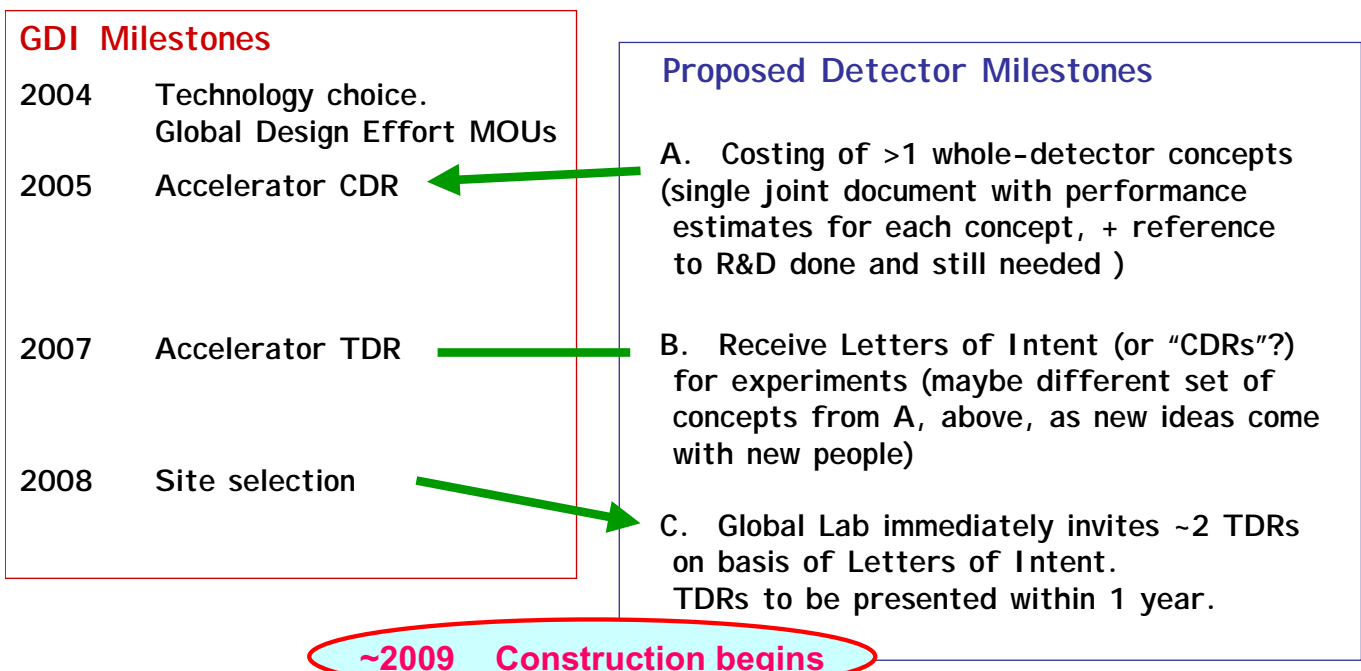 GDI Milestones
2004 Technology choice.
Global Design Effort MOUs
2005 Accelerator CDR
2007 Accelerator TDR
2008 Site selection
Proposed Detector Milestones
A. Costing of >1 whole-detector concepts
(single joint document with performance
estimates for each concept, + reference
to R&D done and still needed )
B. Receive Letters of Intent (or “CDRs”?)
for experiments (maybe different set of
concepts from A, above, as new ideas come
with new people)
C. Global Lab immediately invites ~2 TDRs
on basis of Letters of Intent.
TDRs to be presented within 1 year.
~2009 Construction begins